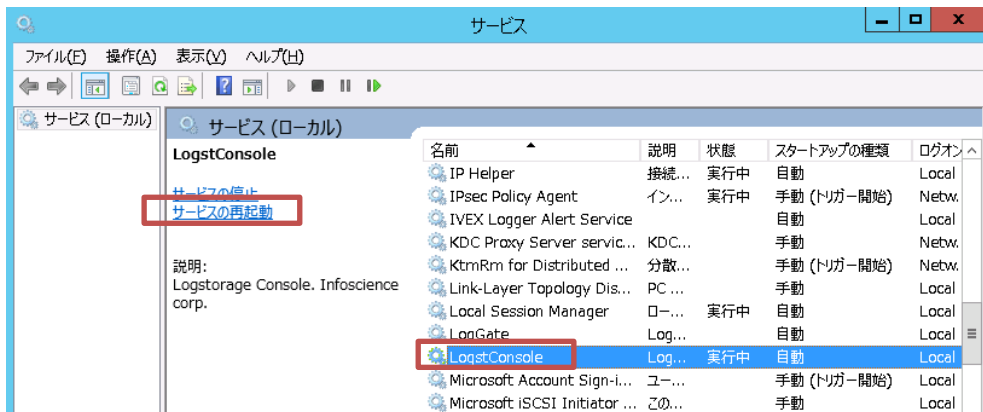 サービス
ファイル(F) 操作(A) 表示(V) ヘルプ(H)
サービス (ローカル)
サービス (ローカル)
LogstConsole
サービスの停止
サービスの再起動
説明:
Logstorage Console. Infoscience
corp.
名前 説明 状態 スタートアップの種類 ログオン
IP Helper 接続... 実行中 自動 Local
IPsec Policy Agent イン... 実行中 手動 (トリガー開始) Netw.
IVEX Logger Alert Service 自動 Local
KDC Proxy Server servic... KDC... 手動 Netw.
KtmRm for Distributed ... 分散... 手動 (トリガー開始) Netw.
Link-Layer Topology Dis... PC ... 手動 Local
Local Session Manager ロー... 実行中 自動 Local
LogGate Log... 自動 Local
LogstConsole Log... 実行中 自動 Local
Microsoft Account Sign-i... ユー... 手動 (トリガー開始) Local
Microsoft iSCSI Initiator ... この... 手動 Local